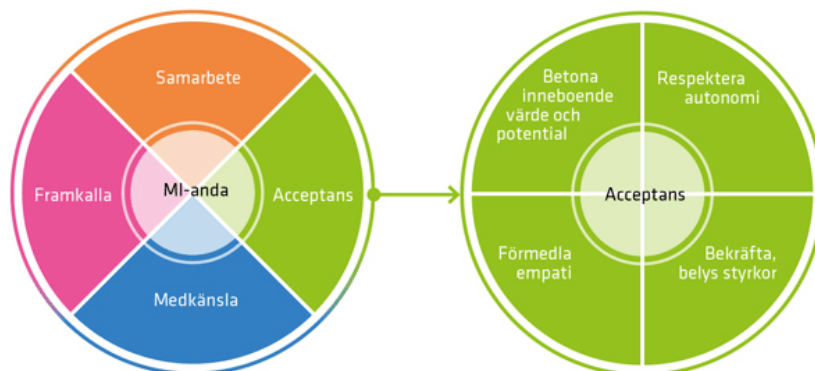 Samarbete
Framkalla
MI-anda
Acceptans
Medkänsla
Betona
inneboende
värde och
potential
Respektera
autonomi
Acceptans
Förmedla
empati
Bekräfta,
belys styrkor